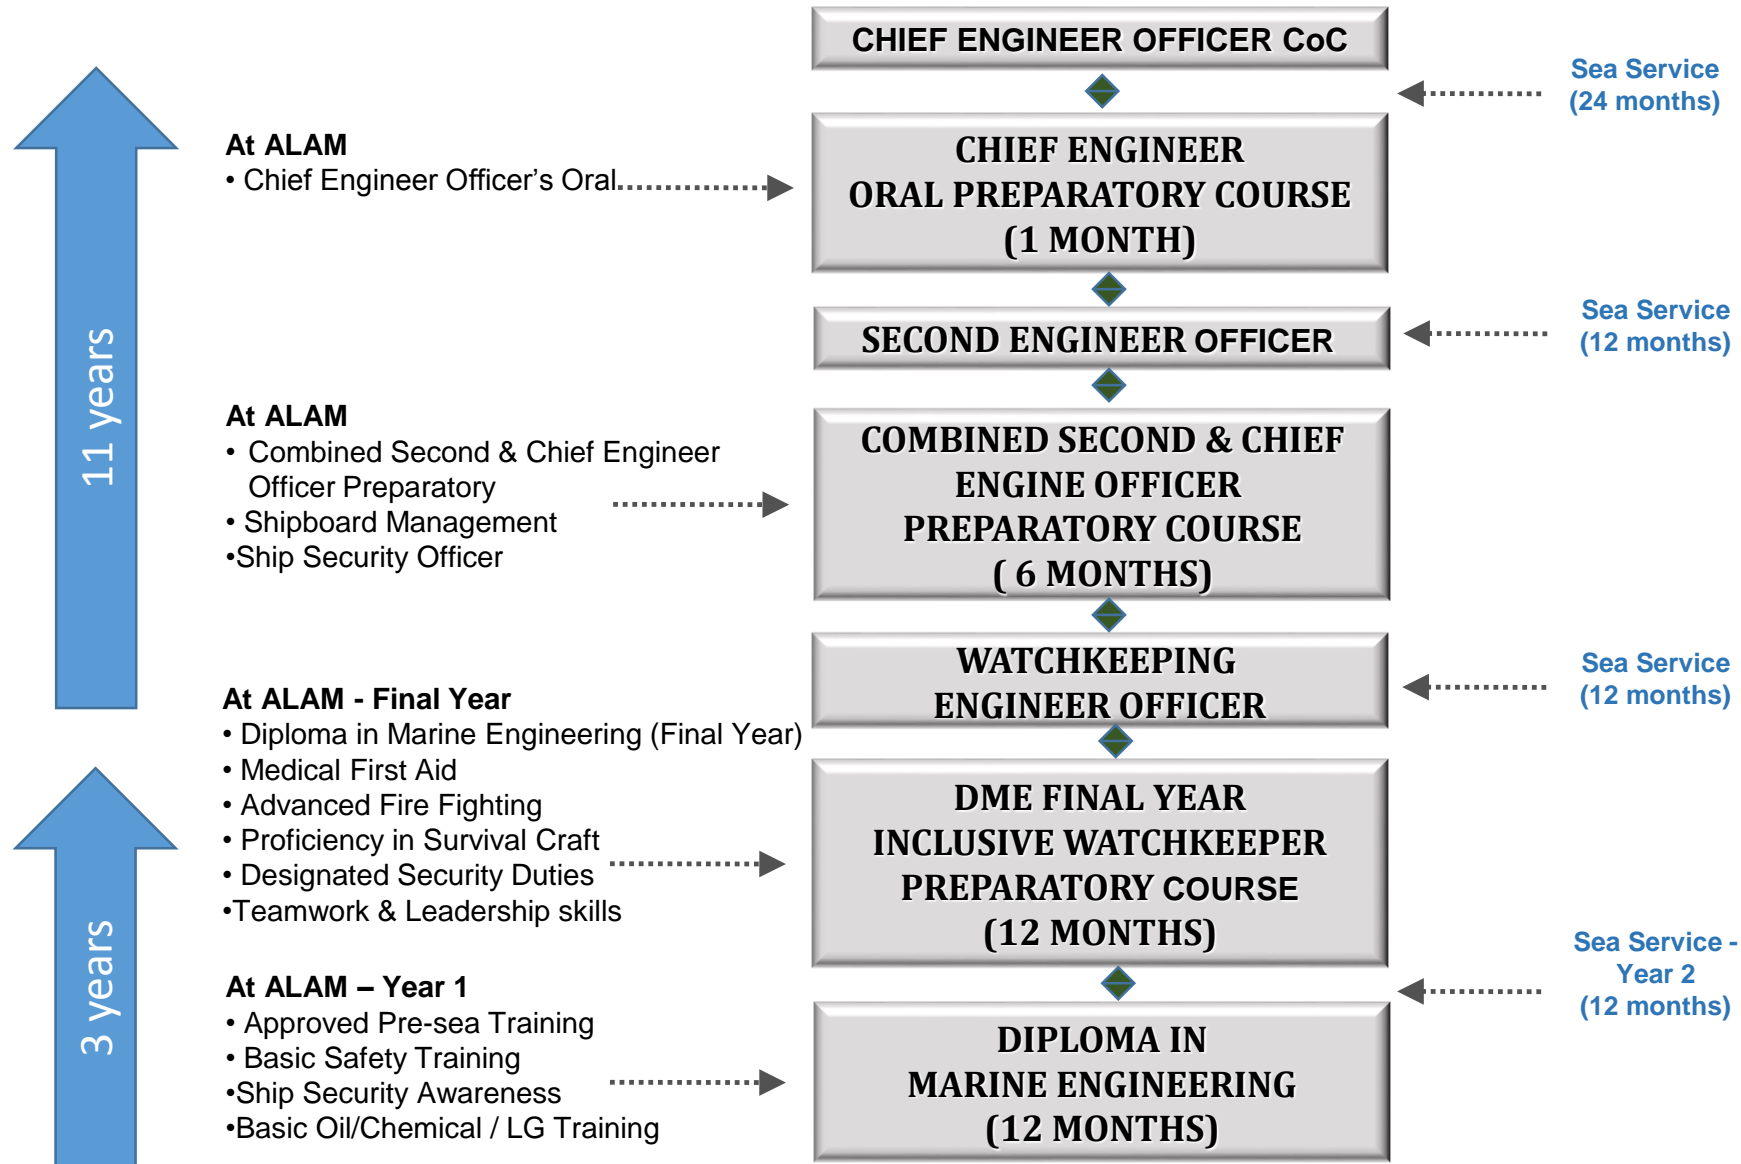 CHIEF ENGINEER OFFICER CoC
Sea Service
(24 months)
At ALAM
• Chief Engineer Officer’s Oral
CHIEF ENGINEER
ORAL PREPARATORY COURSE
(1 MONTH)
SECOND ENGINEER OFFICER
Sea Service
(12 months)
11 years
At ALAM
• Combined Second & Chief Engineer
Officer Preparatory
• Shipboard Management
•Ship Security Officer
COMBINED SECOND & CHIEF
ENGINE OFFICER
PREPARATORY COURSE
( 6 MONTHS)
WATCHKEEPING
ENGINEER OFFICER
Sea Service
(12 months)
At ALAM - Final Year
• Diploma in Marine Engineering (Final Year)
• Medical First Aid
• Advanced Fire Fighting
• Proficiency in Survival Craft
• Designated Security Duties
•Teamwork & Leadership skills
DME FINAL YEAR
INCLUSIVE WATCHKEEPER
PREPARATORY COURSE
(12 MONTHS)
Sea Service -
Year 2
(12 months)
3 years
At ALAM – Year 1
• Approved Pre-sea Training
• Basic Safety Training
•Ship Security Awareness
•Basic Oil/Chemical / LG Training
DIPLOMA IN
MARINE ENGINEERING
(12 MONTHS)